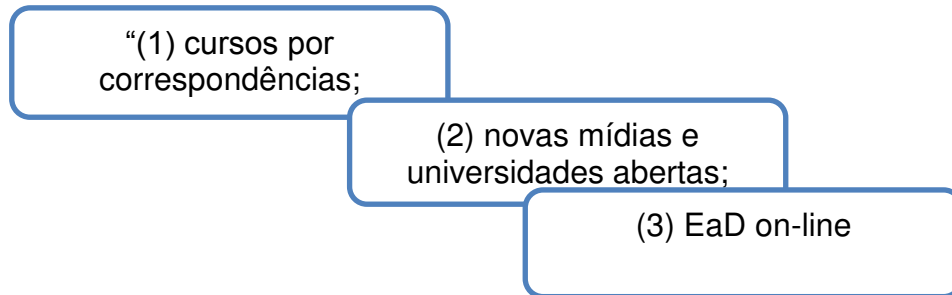 “(1) cursos por
correspondências;
(2) novas mídias e
universidades abertas;
(3) EaD on-line